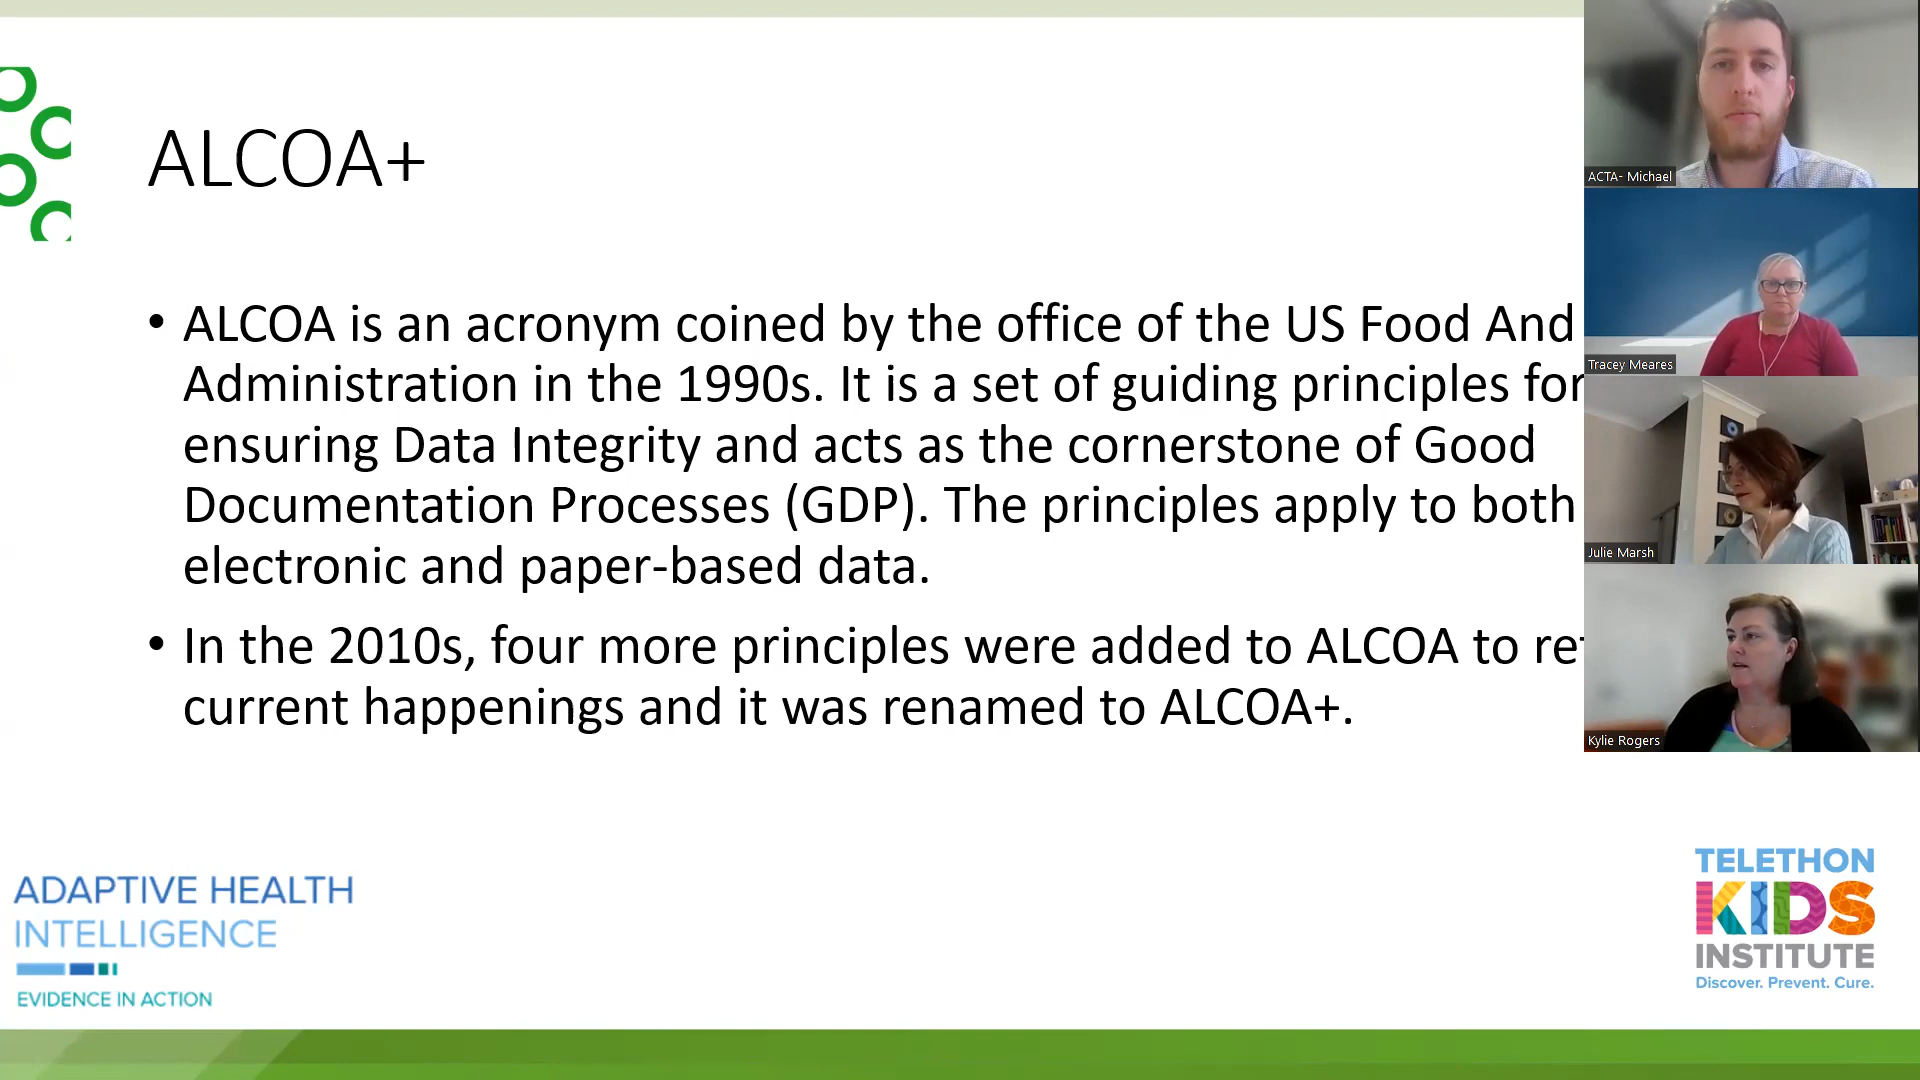 ALCOA+
• ALCOA is an acronym coined by the office of the US Food And
Administration in the 1990s. It is a set of guiding principles for
ensuring Data Integrity and acts as the cornerstone of Good
Documentation Processes (GDP). The principles apply to both
electronic and paper-based data.
• In the 2010s, four more principles were added to ALCOA to
current happenings and it was renamed to ALCOA+.
ACTA- Michael
Tracey Meares
Julie Marsh
Kylie Rogers
ADAPTIVE HEALTH
INTELLIGENCE
EVIDENCE IN ACTION
TELETHON
KIDS
INSTITUTE
Discover. Prevent. Cure.